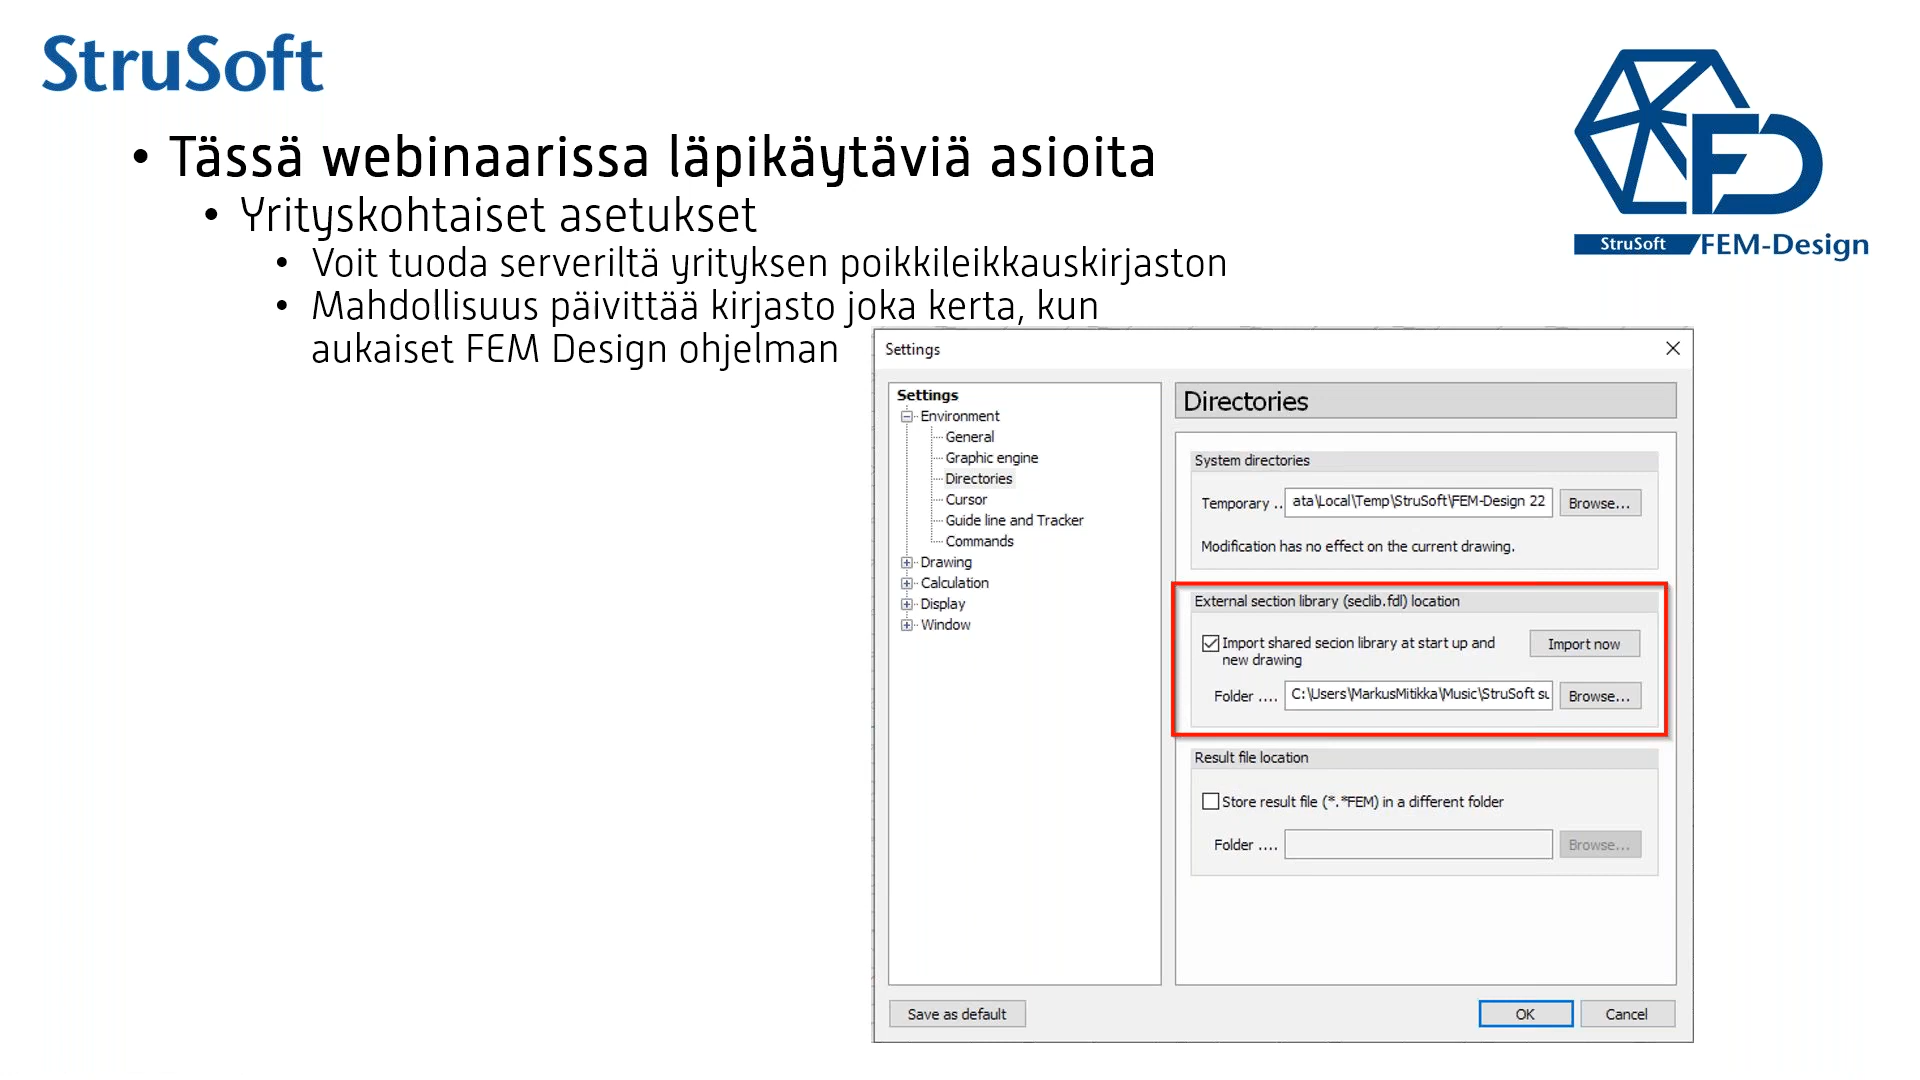 StruSoft
StruSoft FEM-Design
• Tässä webinaarissa läpikäytäviä asioita
• Yrityskohtaiset asetukset
• Voit tuoda serveriltä yrityksen poikkileikkauskirjaston
• Mahdollisuus päivittää kirjasto joka kerta, kun
aukaiset FEM Design ohjelman
Settings
Settings
Environment
General
Graphic engine
Directories
Cursor
Guide line and Tracker
Commands
Drawing
Calculation
Display
Window
Directories
System directories
Temporary .. ata\Local\Temp\StruSoft\FEM-Design 22 Browse...
Modification has no effect on the current drawing.
External section library (seclib.fdl) location
Import shared secion library at start up and
new drawing
Import now
Folder .... C:\Users\MarkusMitikka\Music\StruSoft su Browse...
Result file location
Store result file (*.*FEM) in a different folder
Folder .... Browse...
Save as default OK Cancel